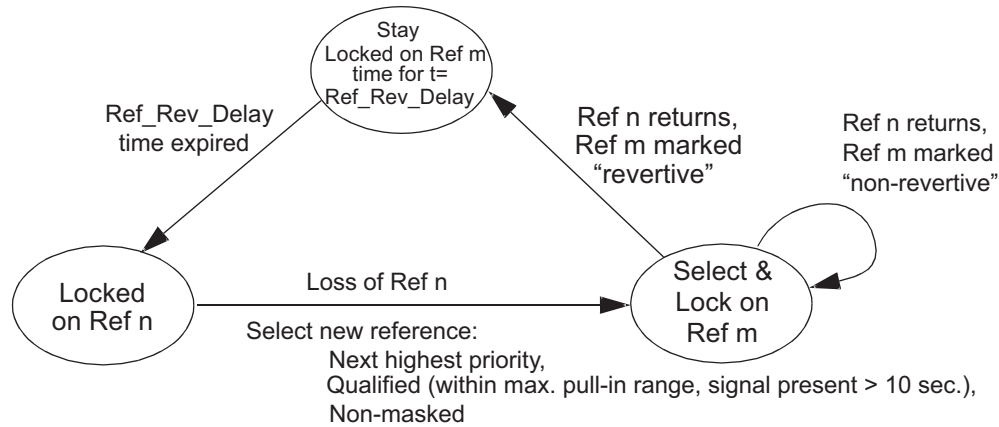 Stay
Locked on Ref m
time for t=
Ref_Rev_Delay
Ref_Rev_Delay
time expired
Ref n returns,
Ref m marked
“revertive”
Ref n returns,
Ref m marked
“non-revertive”
Locked
on Ref n
Loss of Ref n
Select &
Lock on
Ref m
Select new reference:
Next highest priority,
Qualified (within max. pull-in range, signal present > 10 sec.),
Non-masked